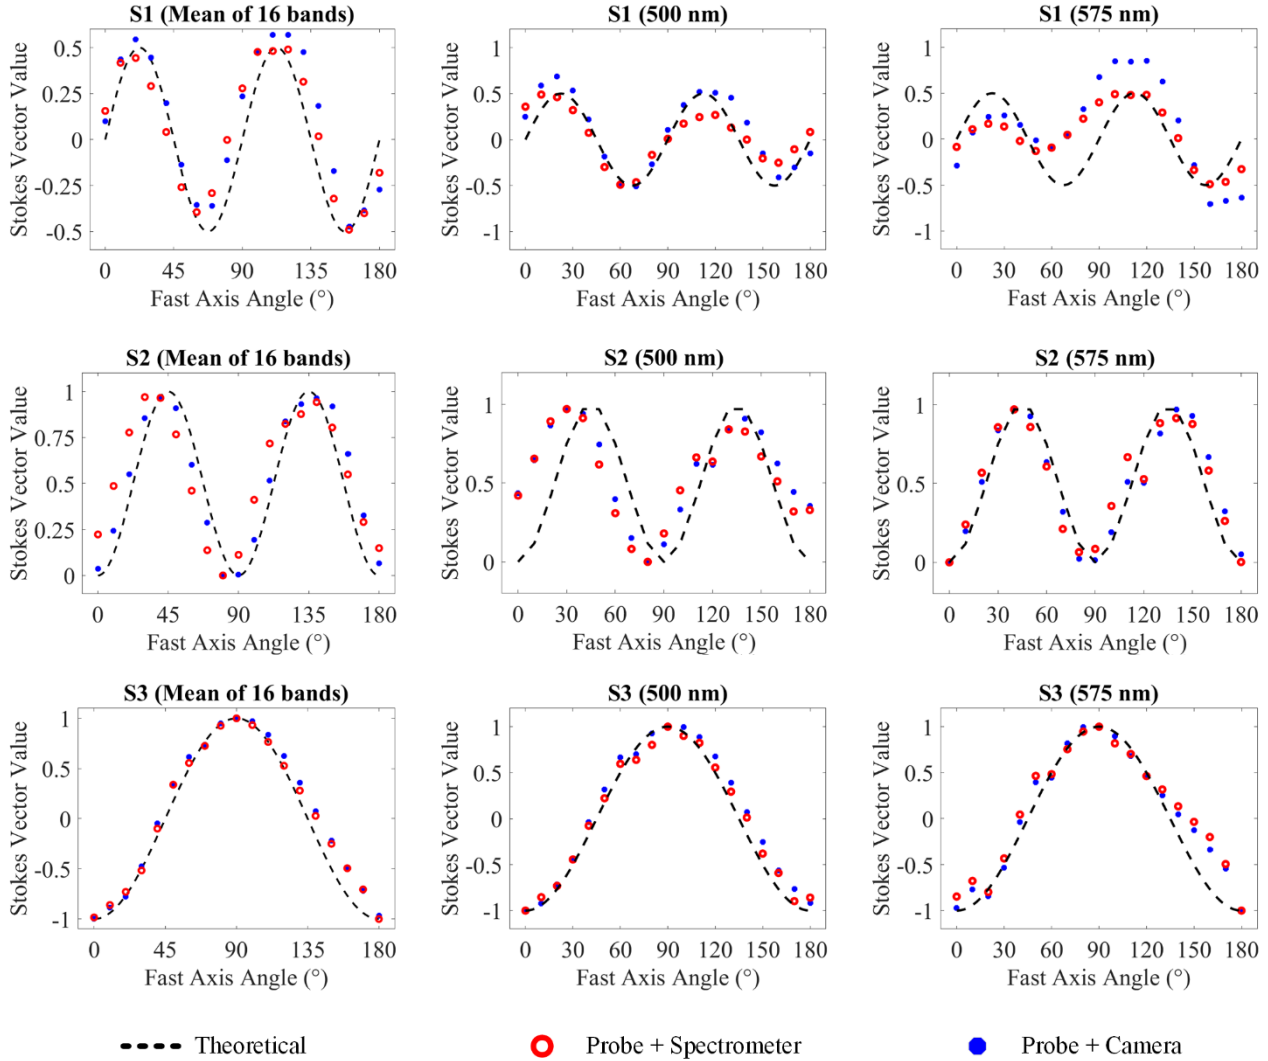 S1 (Mean of 16 bands)
Stokes Vector Value
0.5
0.25
0
-0.25
-0.5
0 45 90 135 180
Fast Axis Angle (°)
S1 (500 nm)
Stokes Vector Value
1
0.5
0
-0.5
-1
0 30 60 90 120 150 180
Fast Axis Angle (°)
S1 (575 nm)
Stokes Vector Value
1
0.5
0
-0.5
-1
0 30 60 90 120 150 180
Fast Axis Angle (°)
S2 (Mean of 16 bands)
Stokes Vector Value
1
0.75
0.5
0.25
0
0 45 90 135 180
Fast Axis Angle (°)
S2 (500 nm)
Stokes Vector Value
1
0.5
0
0 30 60 90 120 150 180
Fast Axis Angle (°)
S2 (575 nm)
Stokes Vector Value
1
0.5
0
0 30 60 90 120 150 180
Fast Axis Angle (°)
S3 (Mean of 16 bands)
Stokes Vector Value
1
0.5
0
-0.5
-1
0 45 90 135 180
Fast Axis Angle (°)
S3 (500 nm)
Stokes Vector Value
1
0.5
0
-0.5
-1
0 30 60 90 120 150 180
Fast Axis Angle (°)
S3 (575 nm)
Stokes Vector Value
1
0.5
0
-0.5
-1
0 30 60 90 120 150 180
Fast Axis Angle (°)
Theoretical
Probe + Spectrometer
Probe + Camera